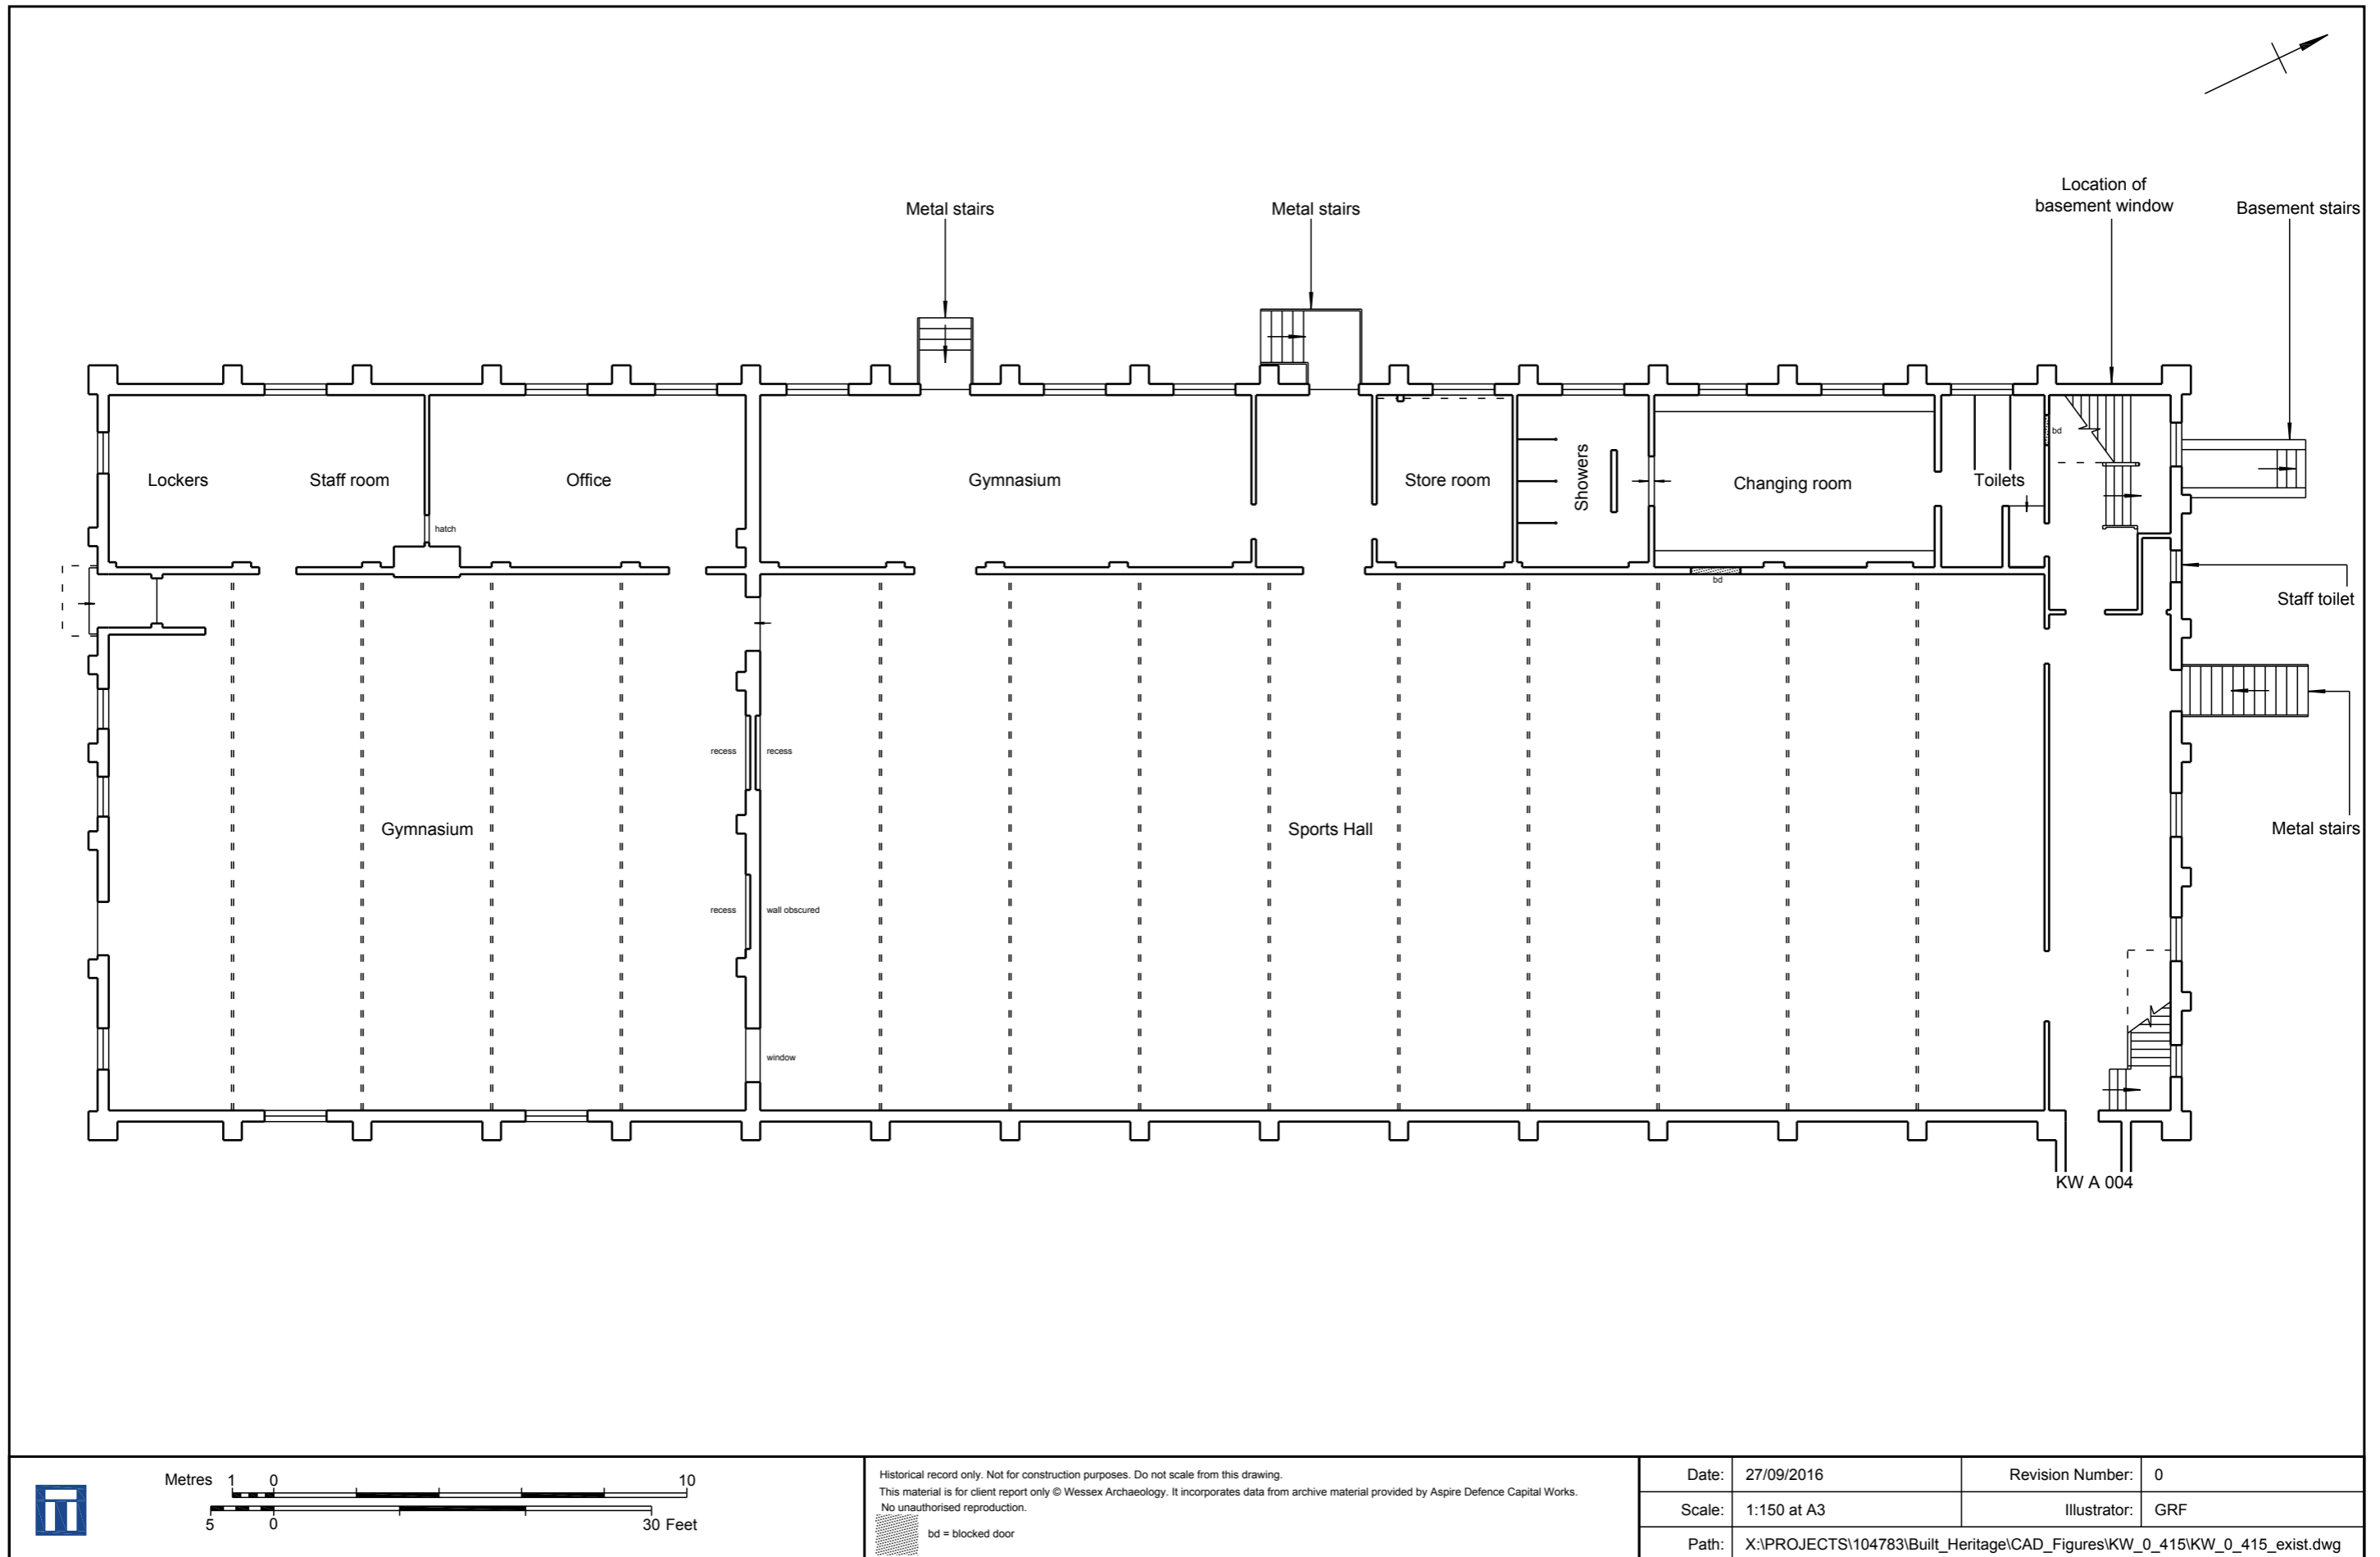 Location of
basement window
Metal stairs
Metal stairs
Basement stairs
bd
Lockers
Staff room
Office
Gymnasium
Store room
Showers
Changing room
Toilets
hatch
bd
Staff toilet
recess
recess
Gymnasium
Sports Hall
Metal stairs
recess
wall obscured
window
KW A 004
Metres 1 0 10
5 0 30 Feet
Historical record only. Not for construction purposes. Do not scale from this drawing.
This material is for client report only © Wessex Archaeology. It incorporates data from archive material provided by Aspire Defence Capital Works.
No unauthorised reproduction.
bd = blocked door
Date: 27/09/2016 Revision Number: 0
Scale: 1:150 at A3 Illustrator: GRF
Path: X:\PROJECTS\104783\Built_Heritage\CAD_Figures\KW_0_415\KW_0_415_exist.dwg